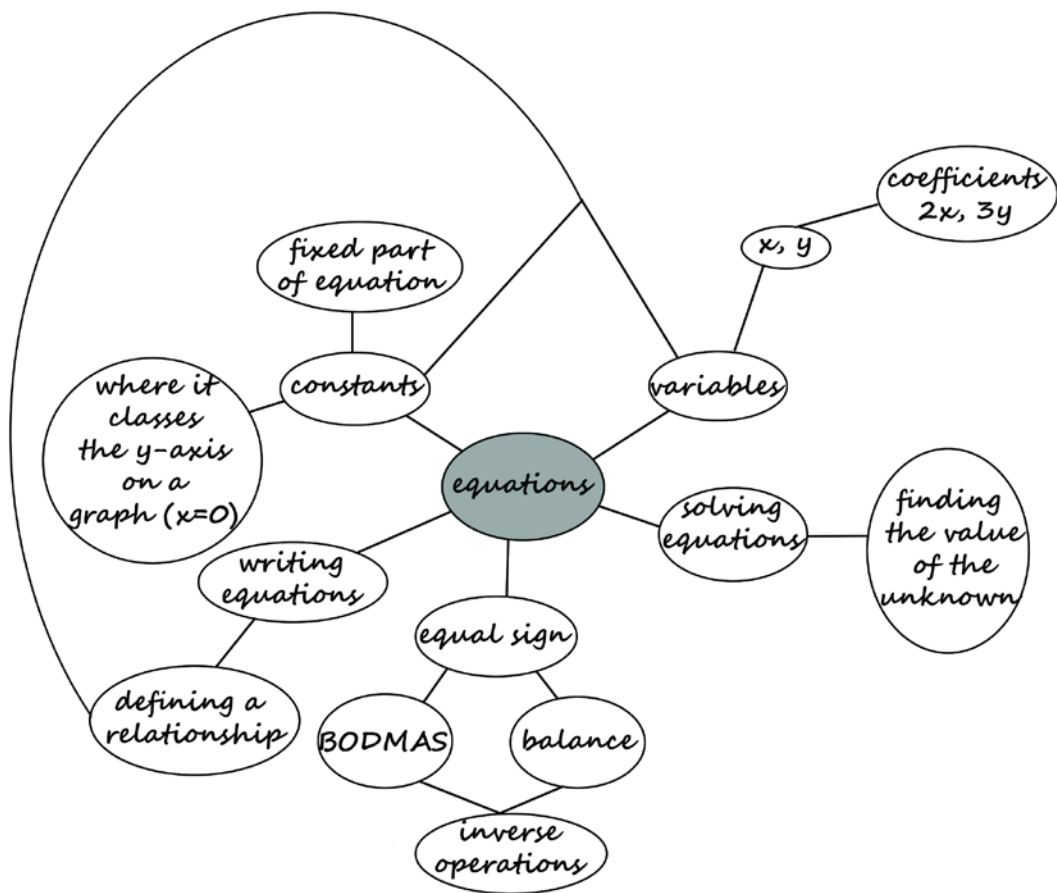 coefficients
2x, 3y
x, y
fixed part
of equation
constants
variables
where it
classes
the y-axis
on a
graph (x=0)
equations
solving
equations
finding
the value
of the
unknown
writing
equations
equal sign
defining a
relationship
BODMAS
balance
inverse
operations